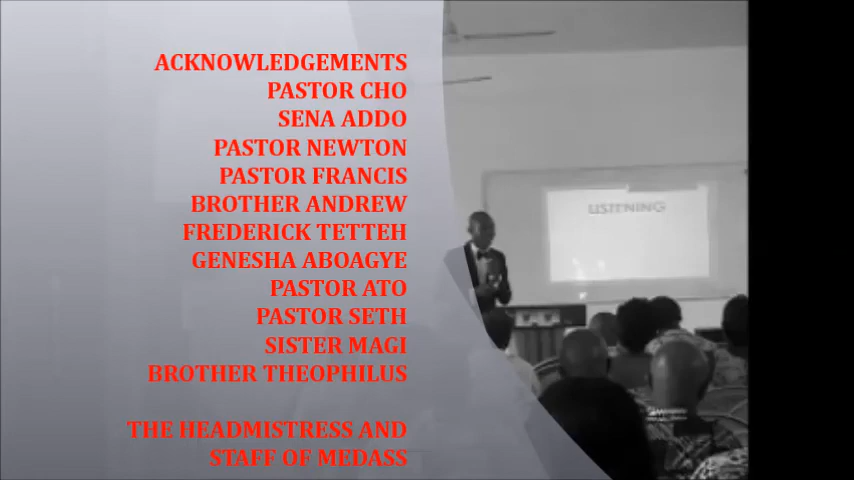 ACKNOWLEDGEMENTS
PASTOR CHO
SENA ADDO
PASTOR NEWTON
PASTOR FRANCIS
BROTHER ANDREW
FREDERICK TETTEH
GENESHA ABOAGYE
PASTOR ATO
PASTOR SETH
SISTER MAGI
BROTHER THEOPHILUS
THE HEADMISTRESS AND
STAFF OF MEDASS
LISTENING